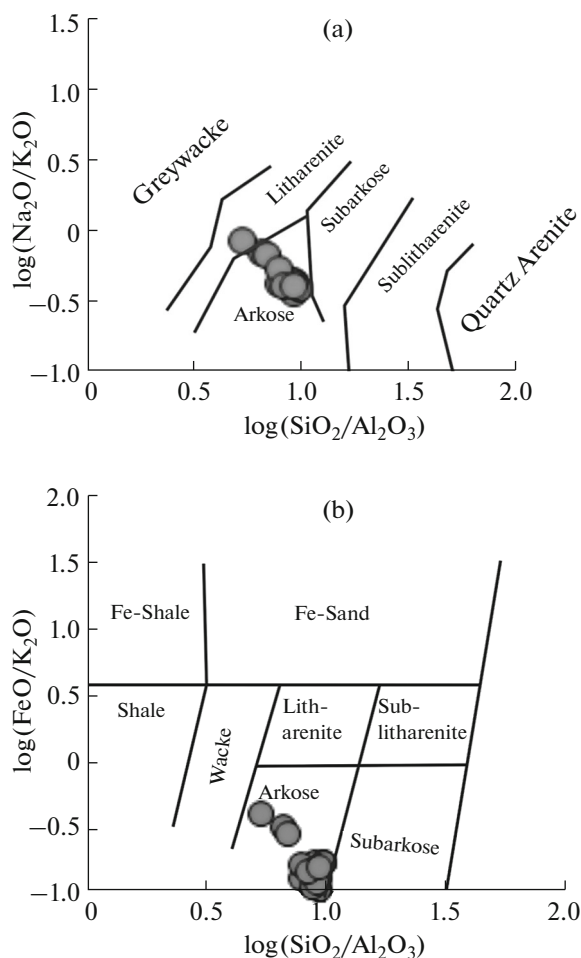 (a)
1.5
1.0
0.5
0
−0.5
−1.0
log(Na₂O/K₂O)
Greywacke
Litharenite
Subarkose
Sublitharenite
Quartz Arenite
Arkose
0
0.5
1.0
1.5
2.0
log(SiO₂/Al₂O₃)
(b)
2.0
1.5
1.0
0.5
0
−0.5
−1.0
log(FeO/K₂O)
Fe-Shale
Fe-Sand
Shale
Wacke
Lith-
arenite
Sub-
litharenite
Arkose
Subarkose
0
0.5
1.0
1.5
2.0
log(SiO₂/Al₂O₃)